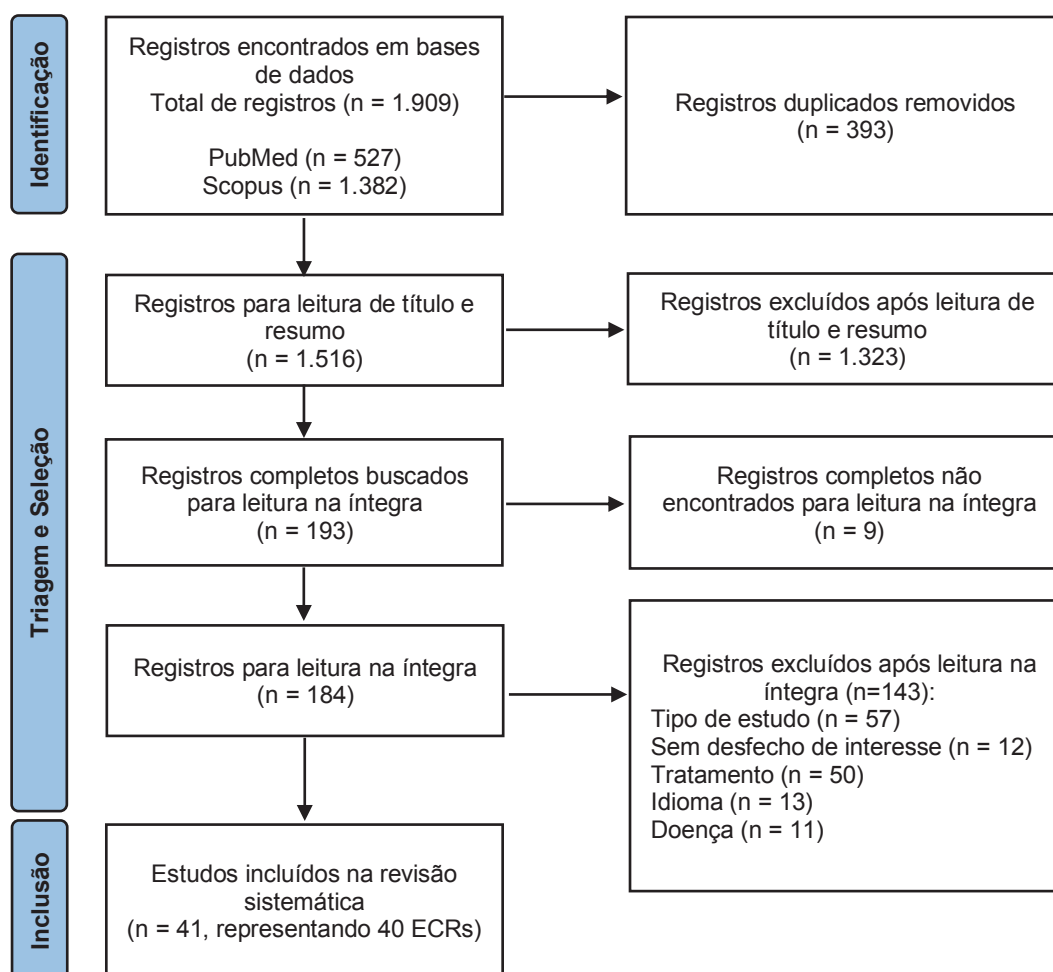 Identificação
Registros encontrados em bases
de dados
Total de registros (n = 1.909)
PubMed (n = 527)
Scopus (n = 1.382)
Registros duplicados removidos
(n = 393)
Triagem e Seleção
Registros para leitura de título e
resumo
(n = 1.516)
Registros excluídos após leitura de
título e resumo
(n = 1.323)
Registros completos buscados
para leitura na íntegra
(n = 193)
Registros completos não
encontrados para leitura na íntegra
(n = 9)
Registros para leitura na íntegra
(n = 184)
Registros excluídos após leitura na
íntegra (n=143):
Tipo de estudo (n = 57)
Sem desfecho de interesse (n = 12)
Tratamento (n = 50)
Idioma (n = 13)
Doença (n = 11)
Inclusão
Estudos incluídos na revisão
sistemática
(n = 41, representando 40 ECRs)